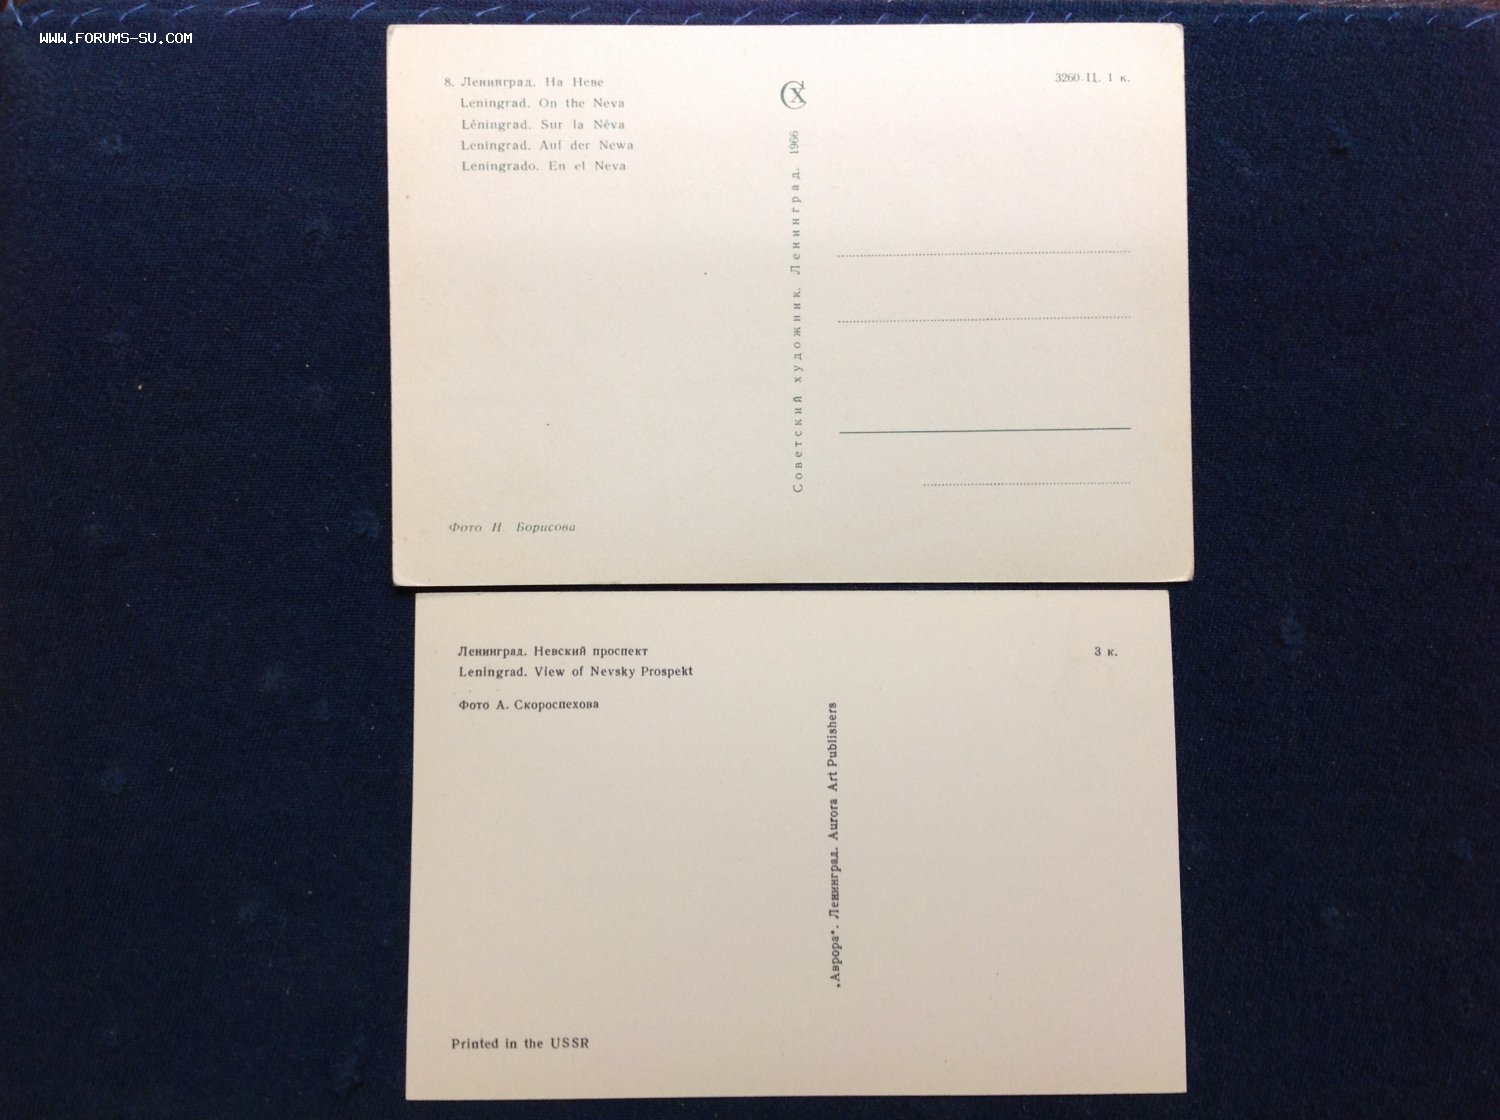 WWW.FORUMS-SU.COM
8. Ленинград. На Неве
Leningrad. On the Neva
Léningrad. Sur la Néva
Leningrad. Auf der Newa
Leningrado. En el Neva
СХ
3260 Ц. 1 к.
Советский художник. Ленинград. 1966
Фото Н. Борисова
Ленинград. Невский проспект
Leningrad. View of Nevsky Prospekt
Фото А. Скороспехова
3 к.
„Аврора“. Ленинград. Aurora Art Publishers
Printed in the USSR